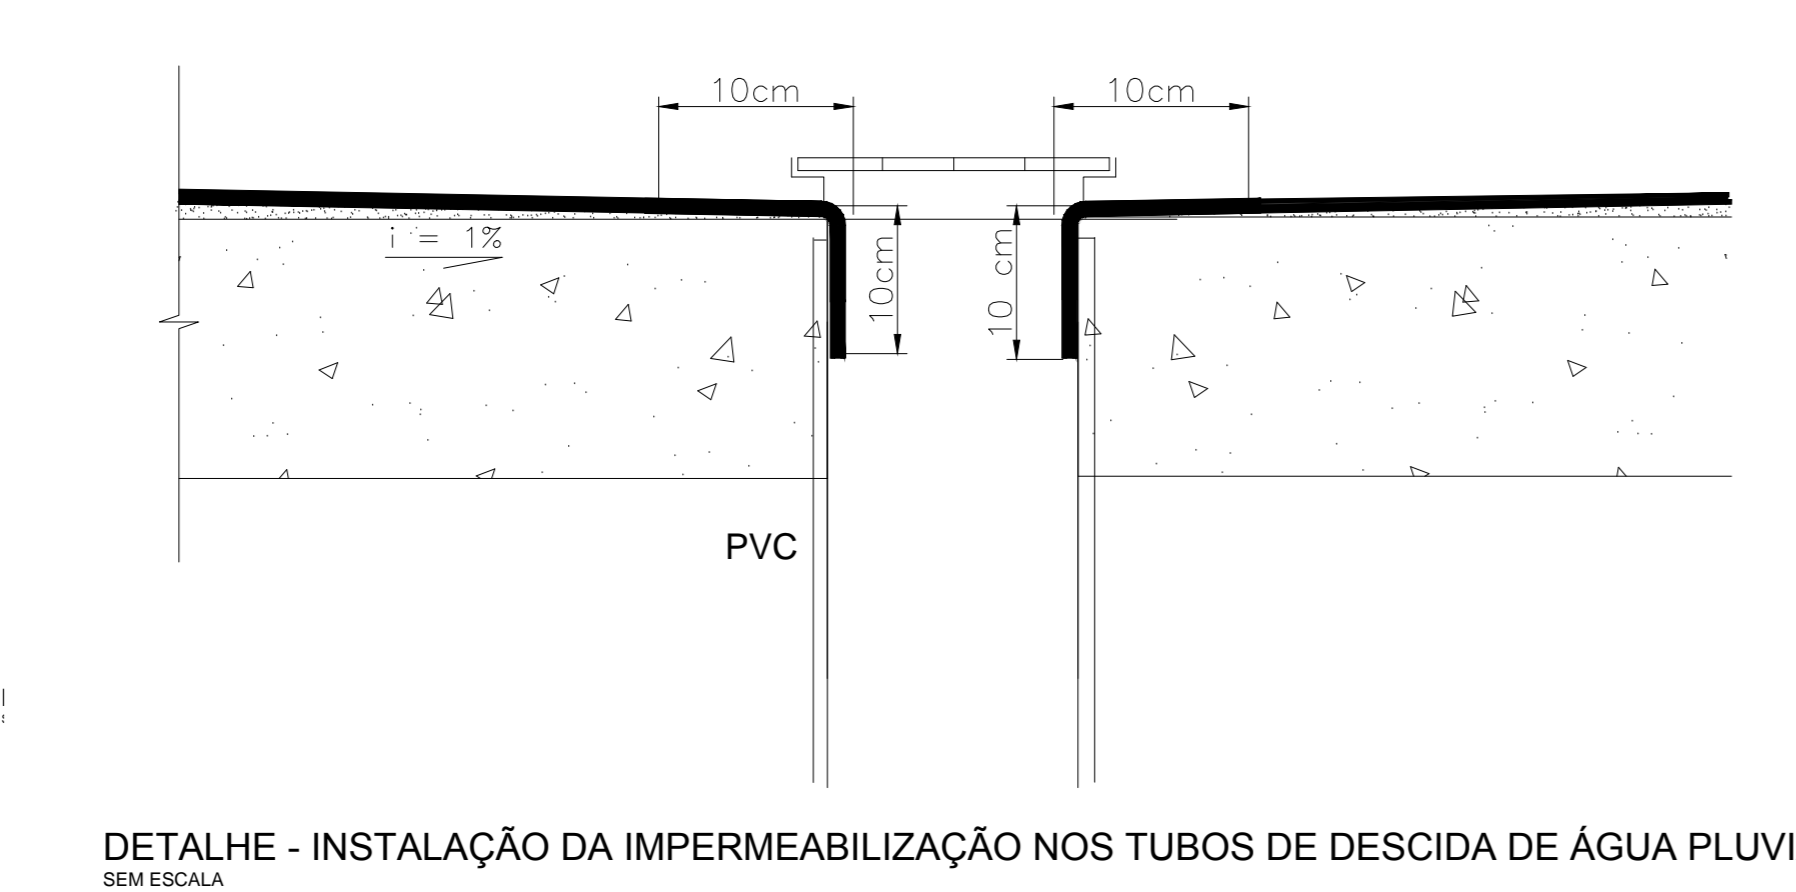 10cm 10cm
i = 1%
10cm
10 cm
PVC
DETALHE - INSTALAÇÃO DA IMPERMEABILIZAÇÃO NOS TUBOS DE DESCIDA DE ÁGUA PLUVI
SEM ESCALA